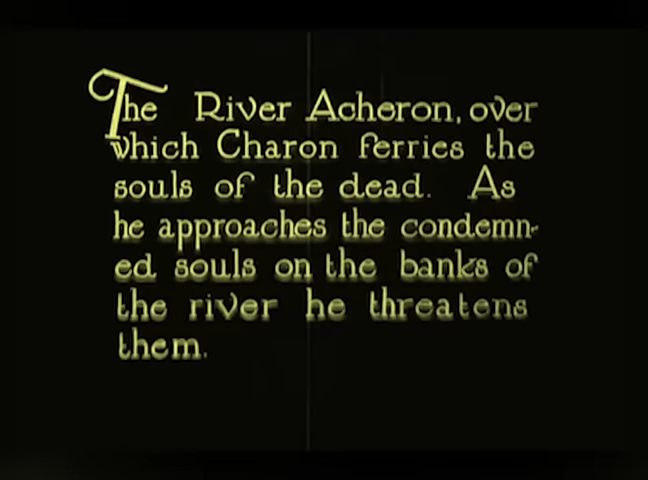 The River Acheron, over
which Charon ferries the
souls of the dead. As
he approaches the condemn-
ed souls on the banks of
the river he threatens
them.